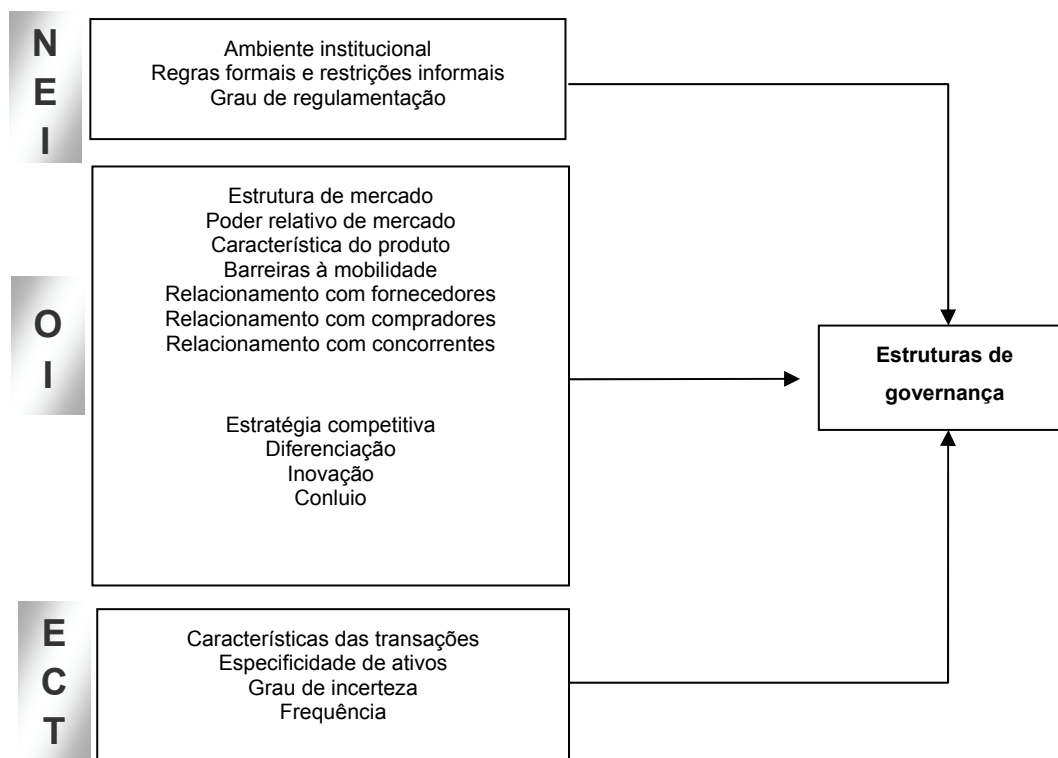 N
E
I
Ambiente institucional
Regras formais e restrições informais
Grau de regulamentação
O
I
Estrutura de mercado
Poder relativo de mercado
Característica do produto
Barreiras à mobilidade
Relacionamento com fornecedores
Relacionamento com compradores
Relacionamento com concorrentes
Estratégia competitiva
Diferenciação
Inovação
Conluio
Estruturas de
governança
E
C
T
Características das transações
Especificidade de ativos
Grau de incerteza
Frequência